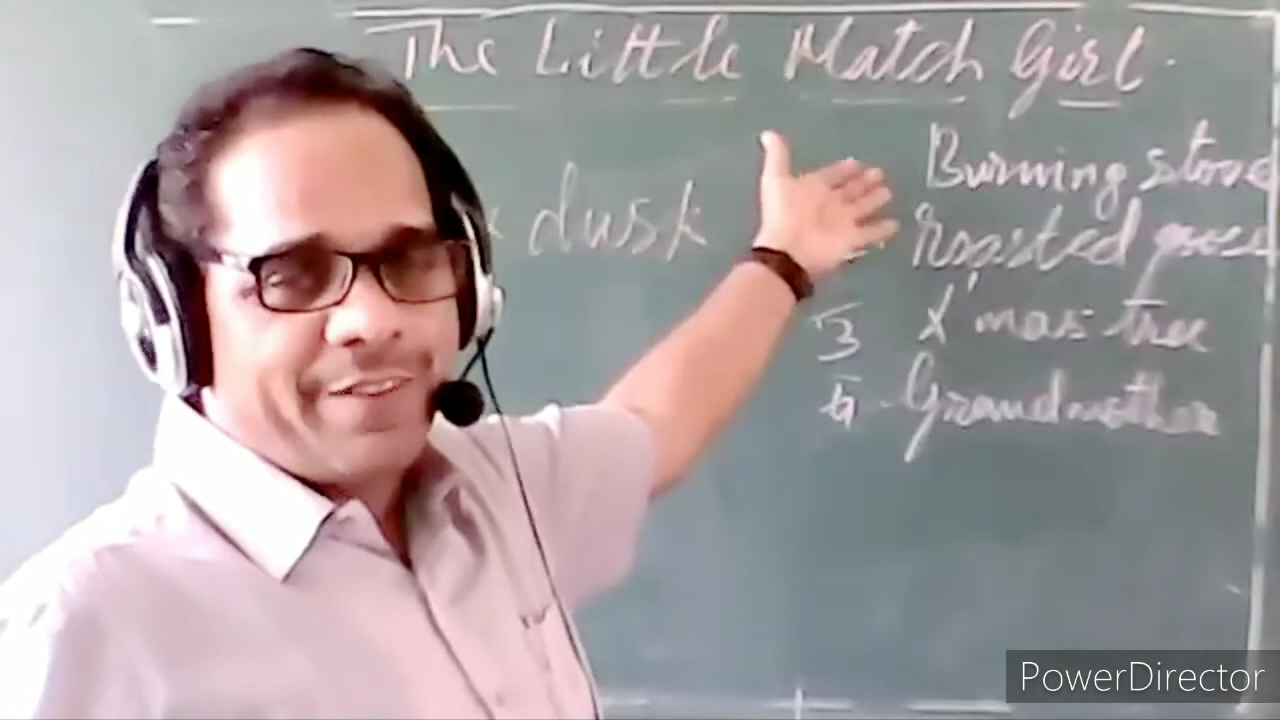 The Little Match Girl.
dusk
Burning stove
Roasted goose
3 X'mas tree
4 Grandmother
PowerDirector